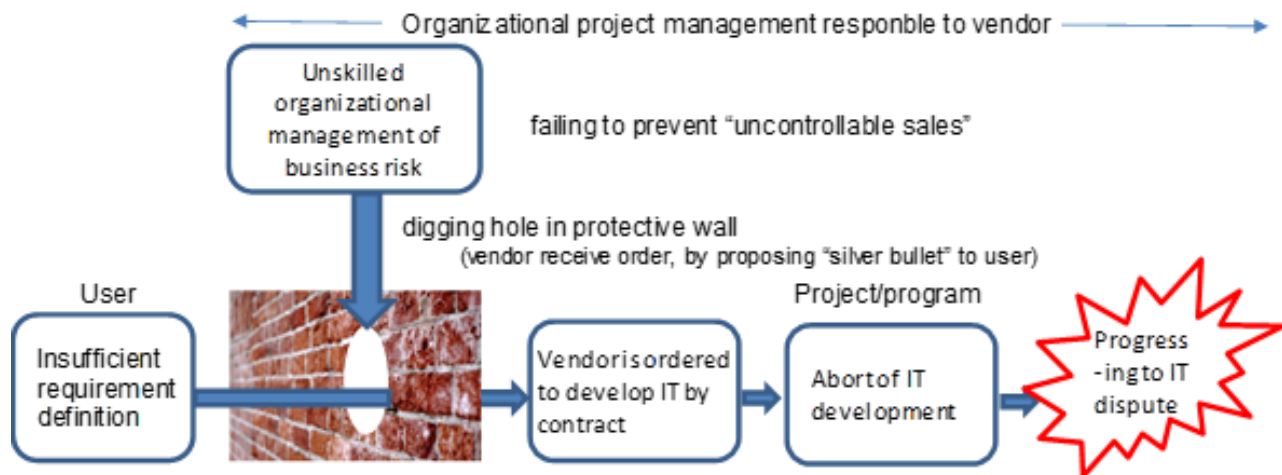 Organizational project management responble to vendor
Unskilled
organizational
management of
business risk
failing to prevent “uncontrollable sales”
digging hole in protective wall
(vendor receive order, by proposing “silver bullet” to user)
User
Project/program
Insufficient
requirement
definition
Vendor is ordered
to develop IT by
contract
Abort of IT
development
Progress
-ing to IT
dispute